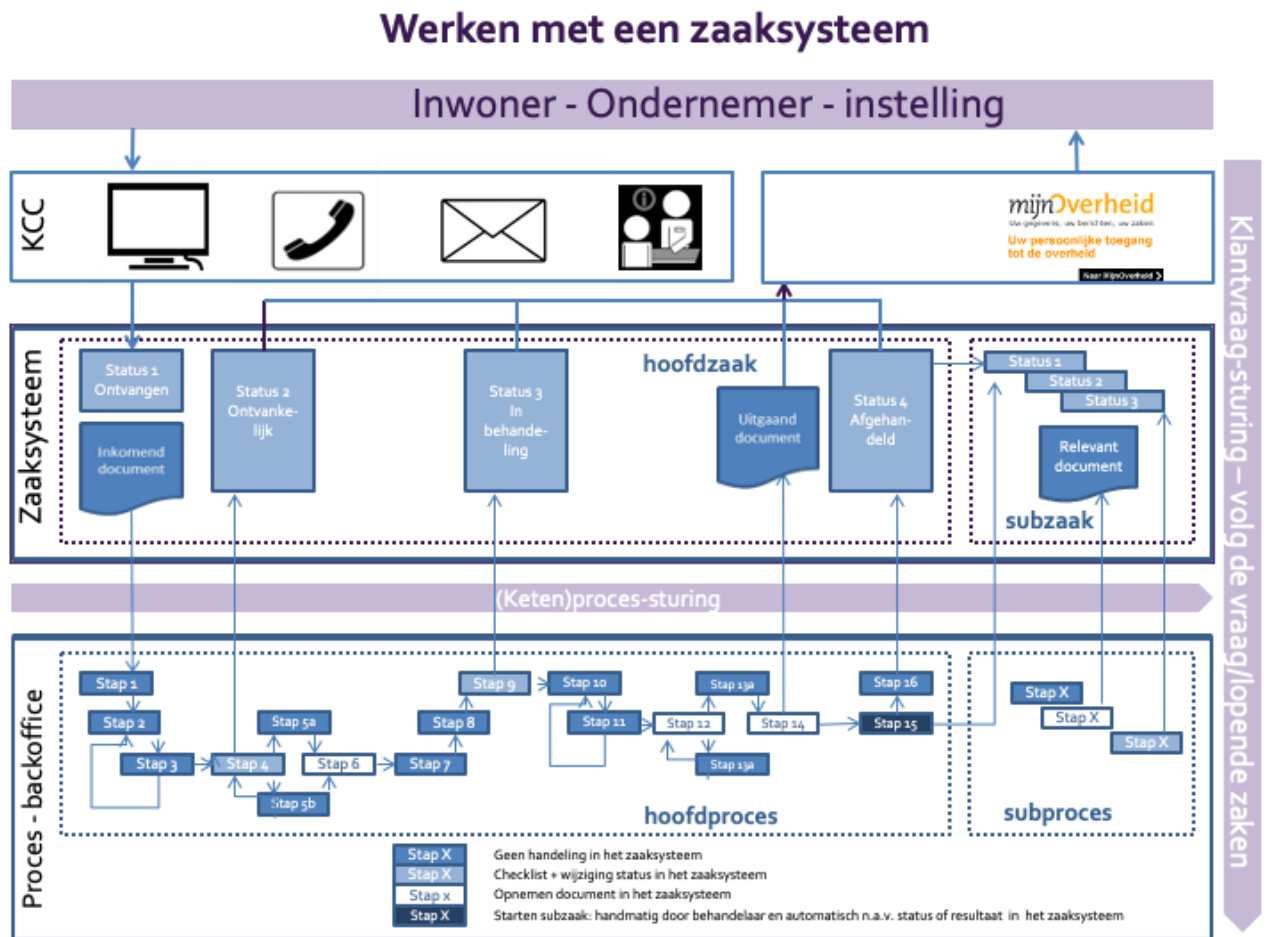 Werken met een zaaksysteem
Inwoner - Ondernemer - instelling
KCC
mijnOverheid
Uw gegevens, uw berichten, uw zaken
Uw persoonlijke toegang
tot de overheid
Naar MijnOverheid
Klantvraag-sturing – volg de vraag/lopende zaken
Zaaksysteem
Status 1
Ontvangen
Inkomend
document
Status 2
Ontvanke-
lijk
Status 3
In
behande-
ling
hoofdzaak
Uitgaand
document
Status 4
Afgehan-
deld
Status 1
Status 2
Status 3
Relevant
document
subzaak
(Keten)proces-sturing
Proces - backoffice
Stap 1
Stap 2
Stap 3
Stap 4
Stap 5a
Stap 5b
Stap 6
Stap 7
Stap 8
Stap 9
Stap 10
Stap 11
Stap 12
Stap 13a
Stap 13a
Stap 14
Stap 15
Stap 16
hoofdproces
Stap X
Stap X
Stap X
subproces
Stap X Geen handeling in het zaaksysteem
Stap X Checklist + wijziging status in het zaaksysteem
Stap x Opnemen document in het zaaksysteem
Stap X Starten subzaak: handmatig door behandelaar en automatisch n.a.v. status of resultaat in het zaaksysteem